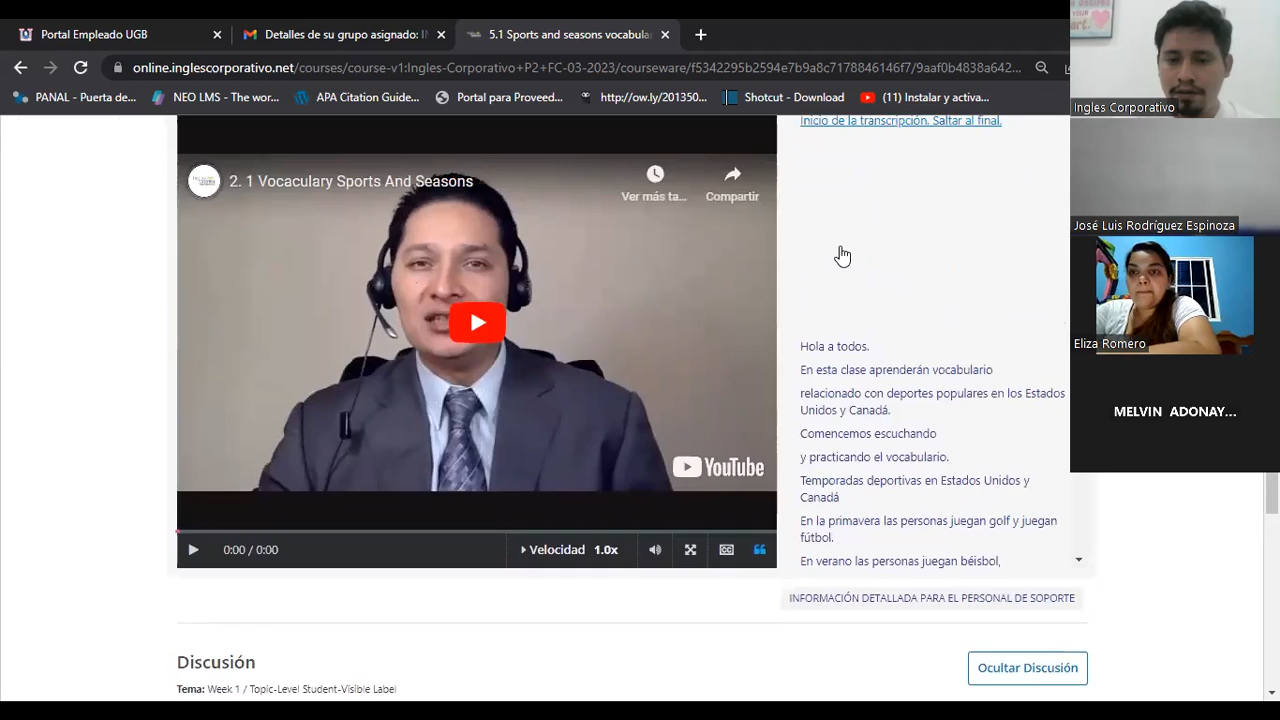 Portal Empleado UGB
Detalles de su grupo asignado: I
5.1 Sports and seasons vocabula
online.inglescorporativo.net/courses/course-v1:Ingles-Corporativo+P2+FC-03-2023/courseware/f5342295b2594e7b9a8c7178846146f7/9aaf0b4838a642...
PANAL - Puerta de...
NEO LMS - The wor...
APA Citation Guide...
Portal para Proveed...
http://ow.ly/201350...
Shotcut - Download
(11) Instalar y activa...
Ingles Corporativo
José Luis Rodríguez Espinoza
Eliza Romero
MELVIN ADONAY...
2. 1 Vocaculary Sports And Seasons
Ver más ta...
Compartir
YouTube
0:00 / 0:00
Velocidad 1.0x
Inicio de la transcripción. Saltar al final.
Hola a todos.
En esta clase aprenderán vocabulario
relacionado con deportes populares en los Estados
Unidos y Canadá.
Comencemos escuchando
y practicando el vocabulario.
Temporadas deportivas en Estados Unidos y
Canadá
En la primavera las personas juegan golf y juegan
fútbol.
En verano las personas juegan béisbol,
INFORMACIÓN DETALLADA PARA EL PERSONAL DE SOPORTE
Discusión
Ocultar Discusión
Tema: Week 1 / Topic-Level Student-Visible Label